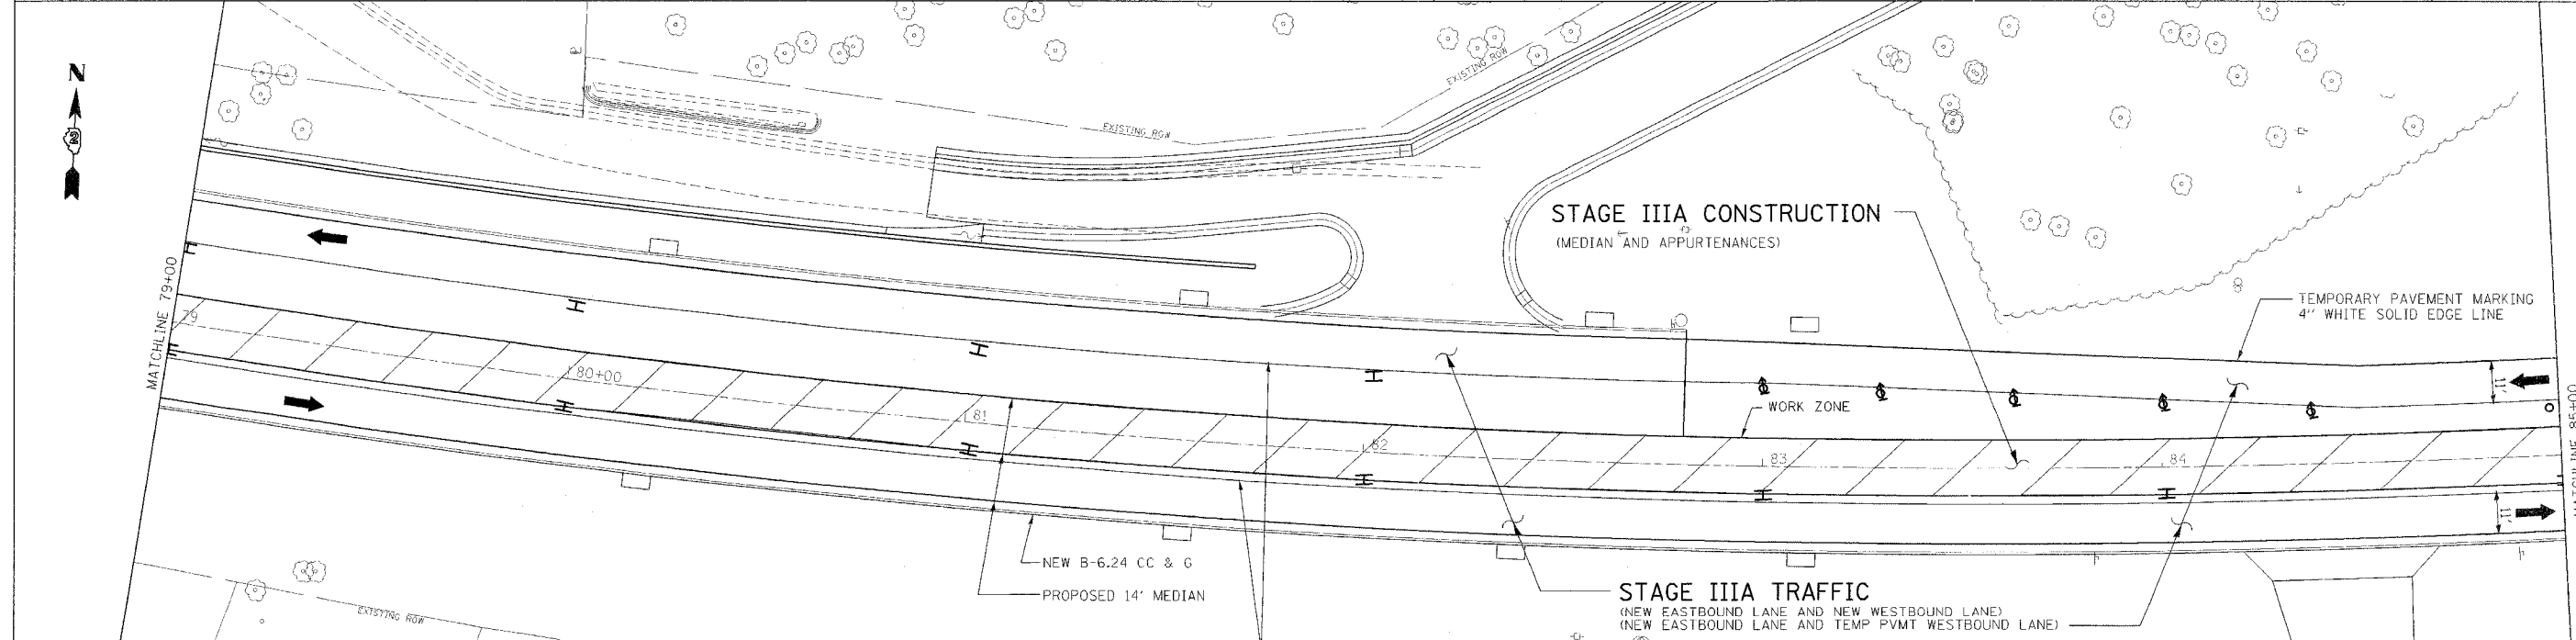 N
EXISTING ROW
EXISTING ROW
STAGE IIIA CONSTRUCTION
(MEDIAN AND APPURTENANCES)
MATCHLINE 79+00
79
TEMPORARY PAVEMENT MARKING
4" WHITE SOLID EDGE LINE
80+00
11'
WORK ZONE
81
82
83
84
MATCHLINE 85+00
11'
NEW B-6.24 CC & G
PROPOSED 14' MEDIAN
STAGE IIIA TRAFFIC
(NEW EASTBOUND LANE AND NEW WESTBOUND LANE)
(NEW EASTBOUND LANE AND TEMP PVMT WESTBOUND LANE)
EXISTING ROW